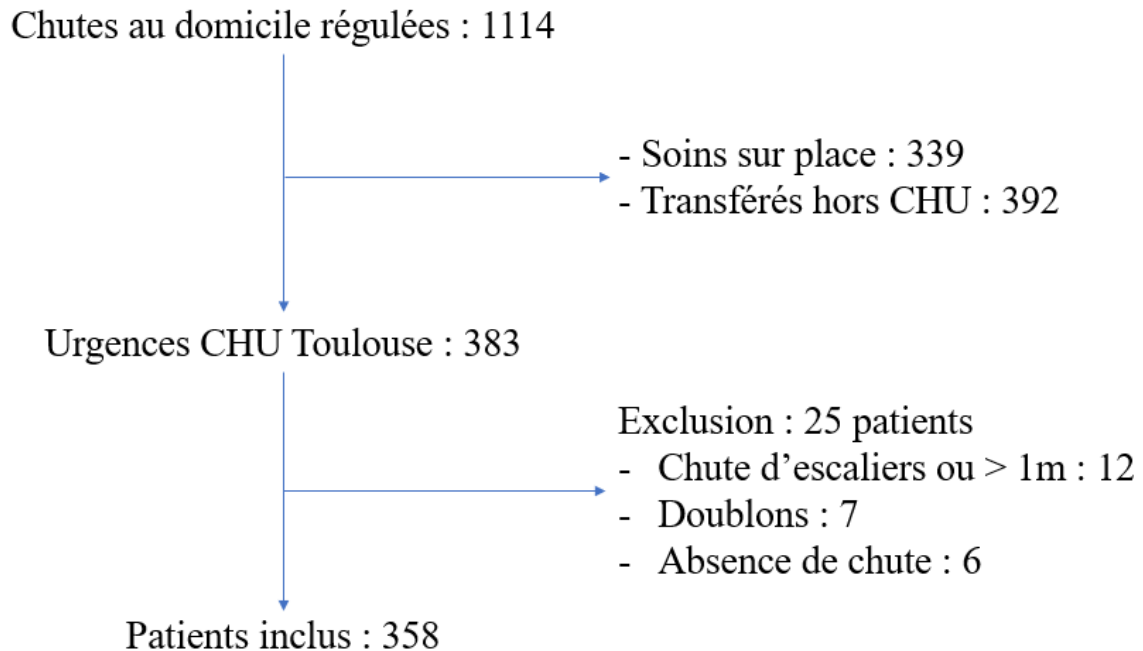 Chutes au domicile régulées : 1114
- Soins sur place : 339
- Transférés hors CHU : 392
Urgences CHU Toulouse : 383
Exclusion : 25 patients
- Chute d’escaliers ou > 1m : 12
- Doublons : 7
- Absence de chute : 6
Patients inclus : 358